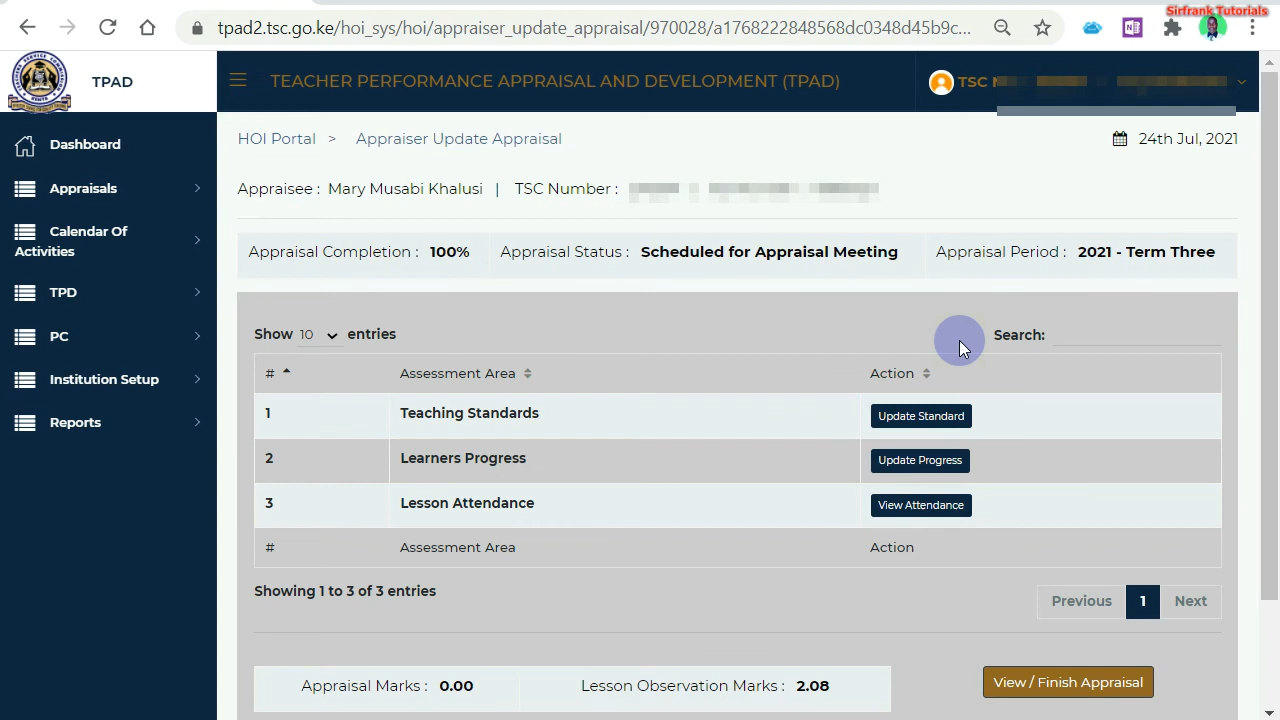 Sirfrank Tutorials
tpad2.tsc.go.ke/hoi_sys/hoi/appraiser_update_appraisal/970028/a1768222848568dc0348d45b9c...
TPAD
TEACHER PERFORMANCE APPRAISAL AND DEVELOPMENT (TPAD)
TSC
Dashboard
Appraisals
Calendar Of
Activities
TPD
PC
Institution Setup
Reports
HOI Portal > Appraiser Update Appraisal
24th Jul, 2021
Appraisee : Mary Musabi Khalusi | TSC Number :
Appraisal Completion : 100% Appraisal Status : Scheduled for Appraisal Meeting Appraisal Period : 2021 - Term Three
Show 10 entries Search:
# Assessment Area Action
1 Teaching Standards Update Standard
2 Learners Progress Update Progress
3 Lesson Attendance View Attendance
# Assessment Area Action
Showing 1 to 3 of 3 entries
Previous 1 Next
Appraisal Marks : 0.00 Lesson Observation Marks : 2.08 View / Finish Appraisal